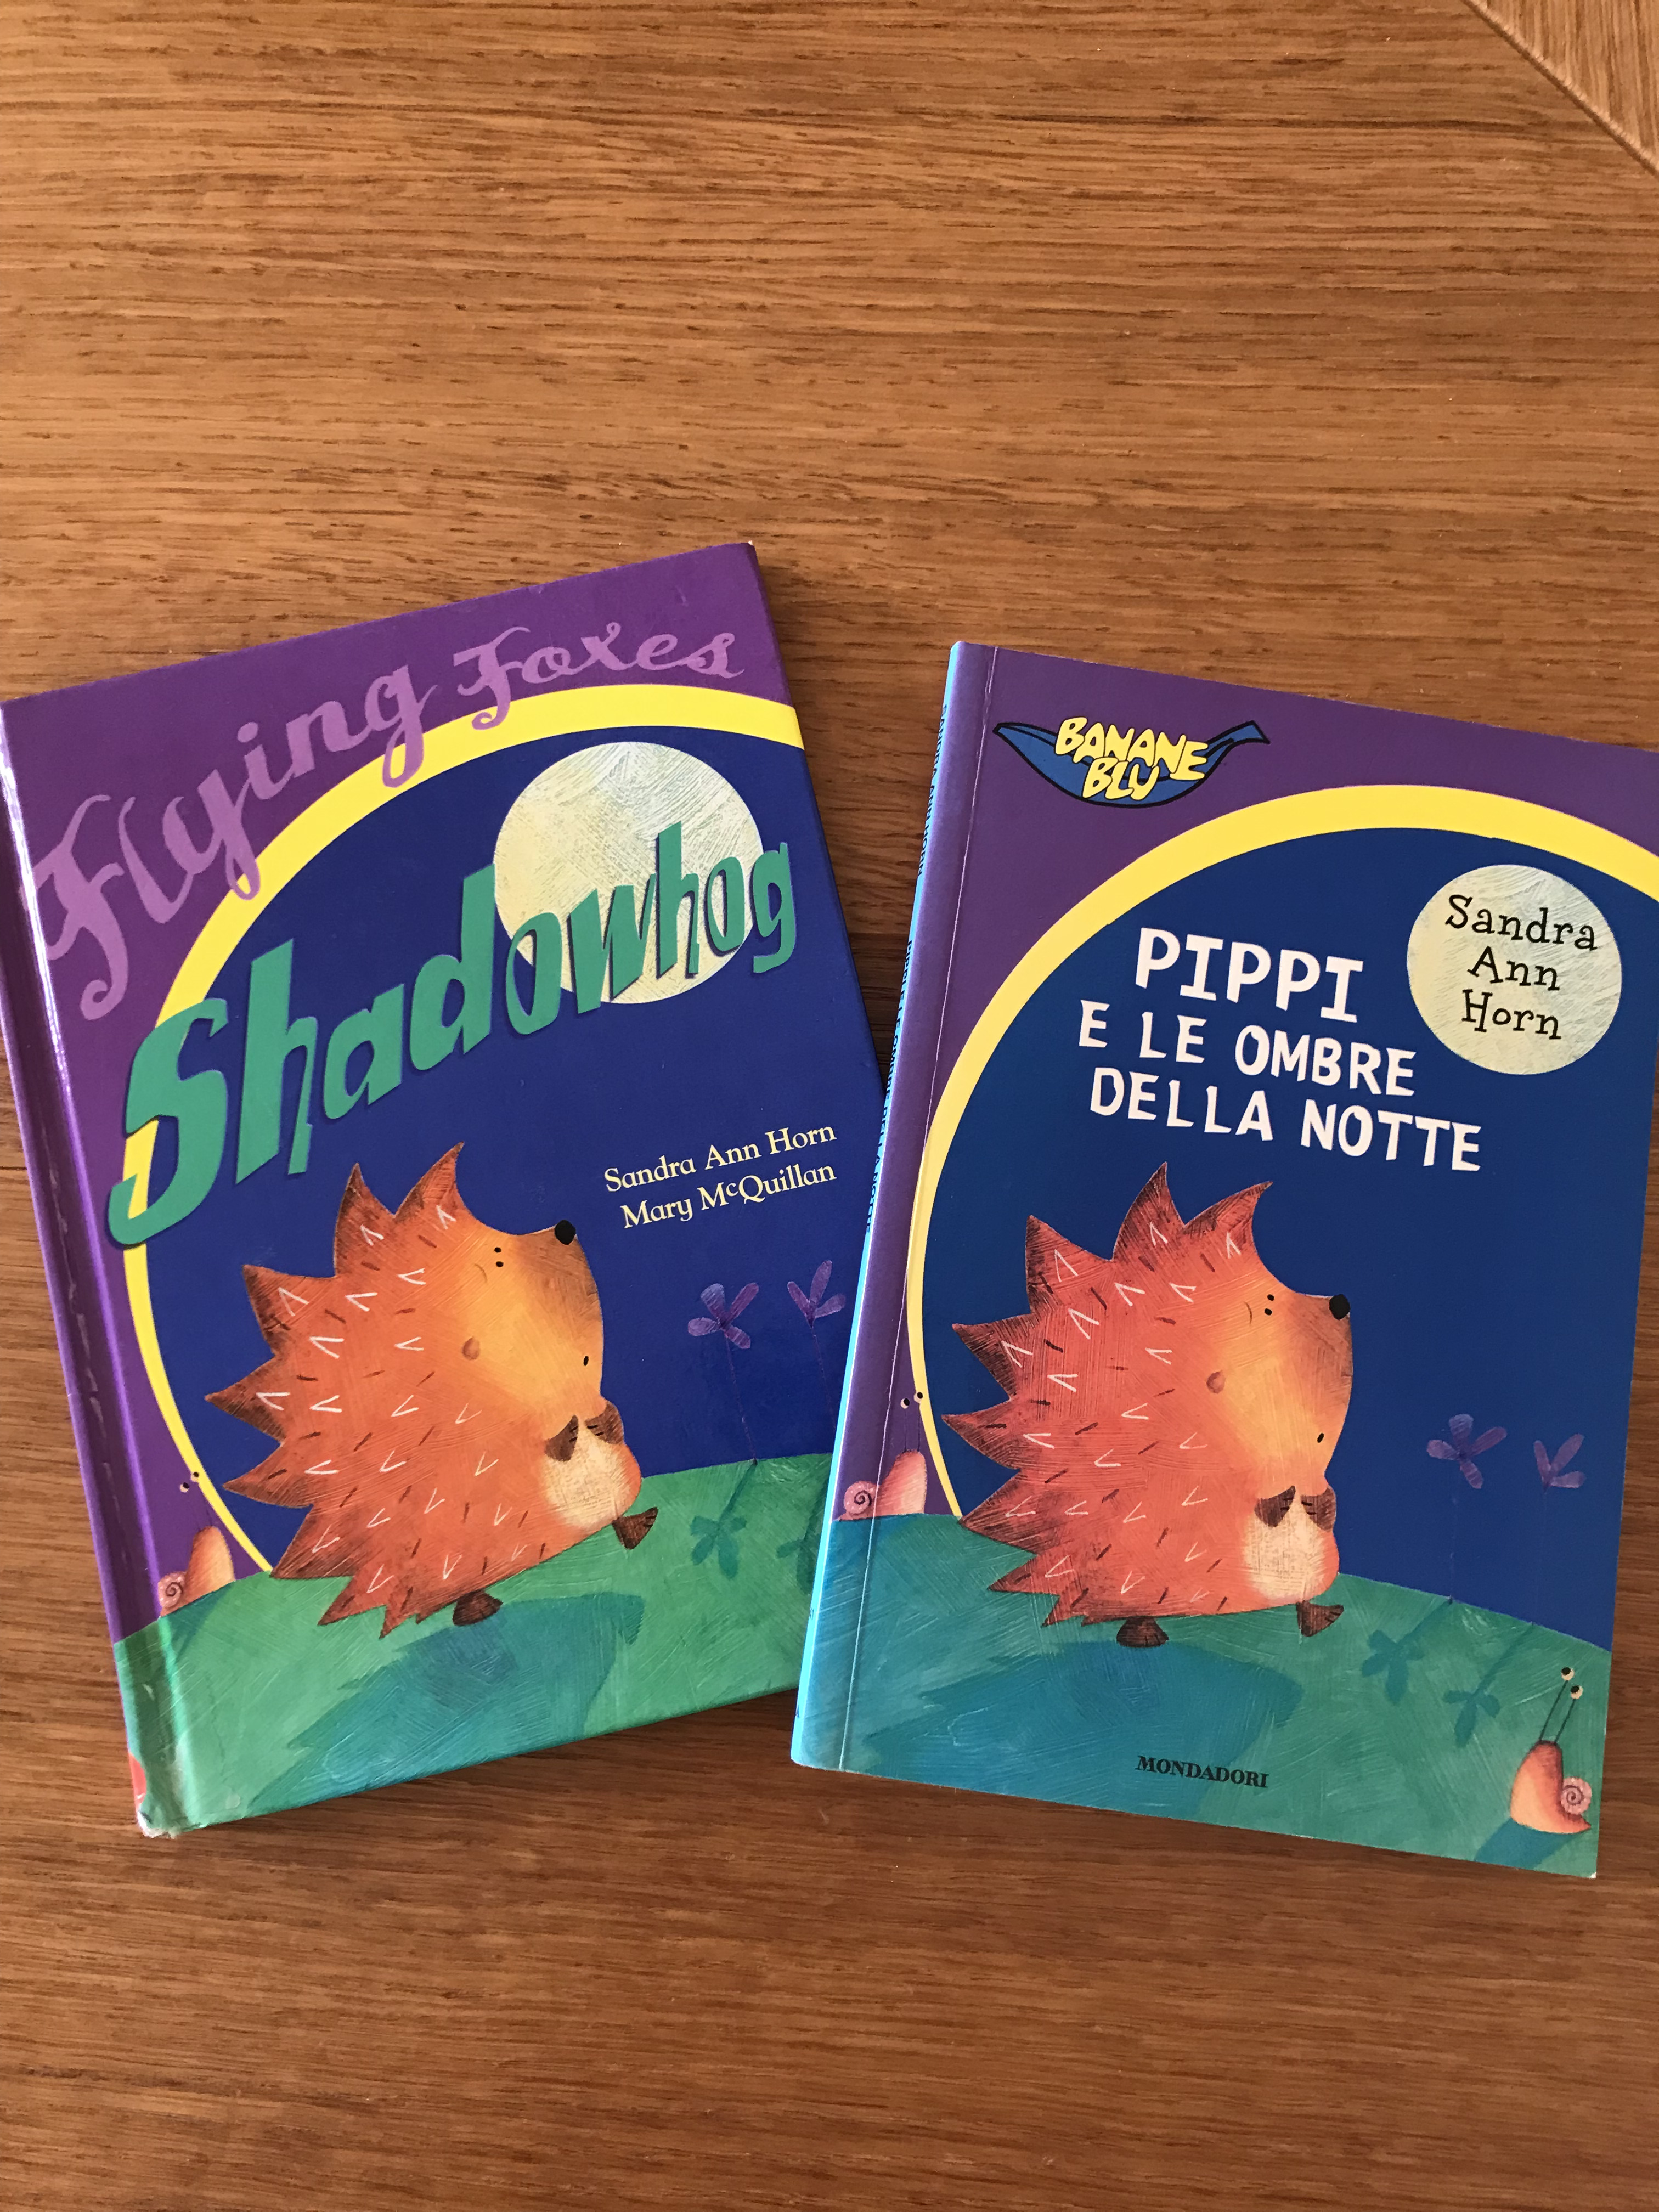 Flying Foxes
Shadowhog
Sandra Ann Horn
Mary McQuillan
BANANE
BLU
Sandra
Ann
Horn
PIPPI
E LE OMBRE
DELLA NOTTE
MONDADORI